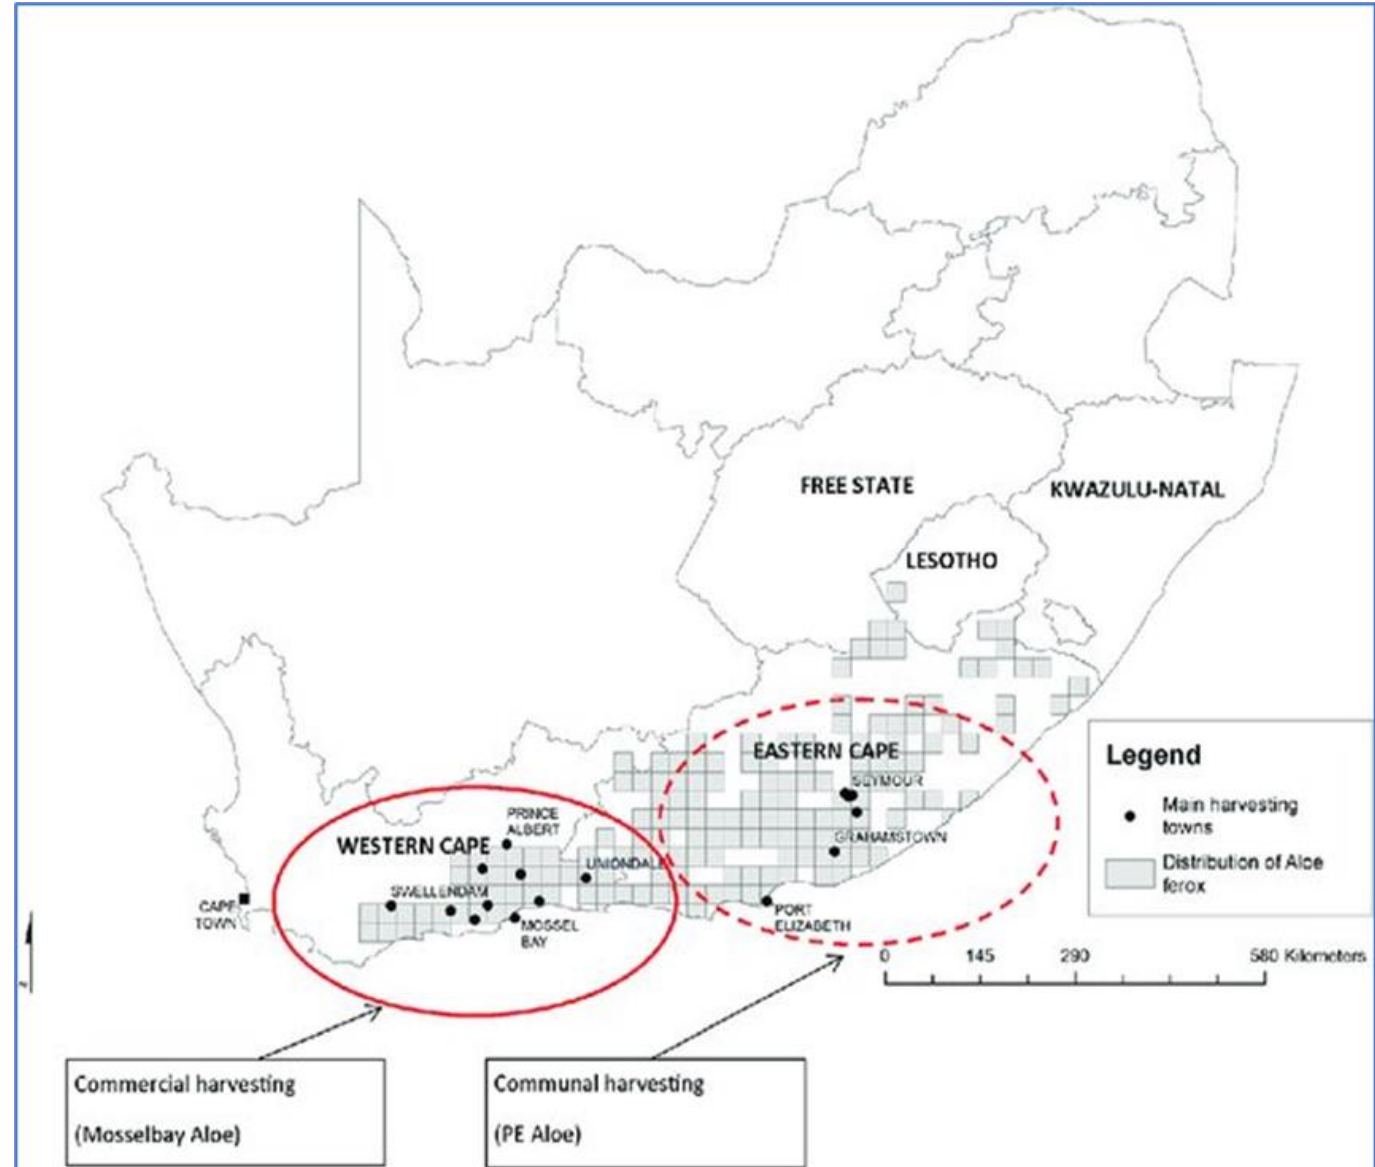 FREE STATE
KWAZULU-NATAL
LESOTHO
EASTERN CAPE
SEYMOUR
GRAHAMSTOWN
PORT
ELIZABETH
PRINCE
ALBERT
WESTERN CAPE
UNIONDALE
SWELLENDAM
MOSSEL
BAY
CAPE
TOWN
Legend
Main harvesting
towns
Distribution of Aloe
ferox
0 145 290 580 Kilometers
Commercial harvesting
(Mosselbay Aloe)
Communal harvesting
(PE Aloe)